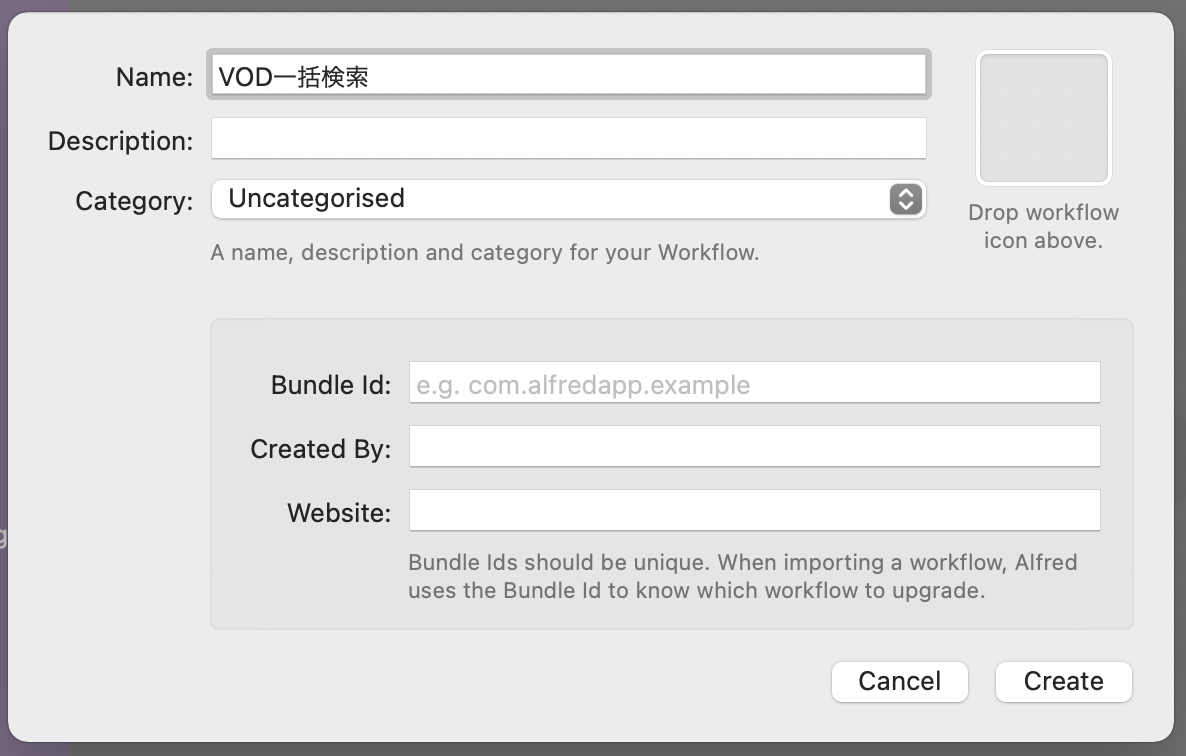 Name: VOD一括検索
Description:
Category: Uncategorised
A name, description and category for your Workflow.
Drop workflow
icon above.
Bundle Id: e.g. com.alfredapp.example
Created By:
Website:
Bundle Ids should be unique. When importing a workflow, Alfred
uses the Bundle Id to know which workflow to upgrade.
Cancel Create